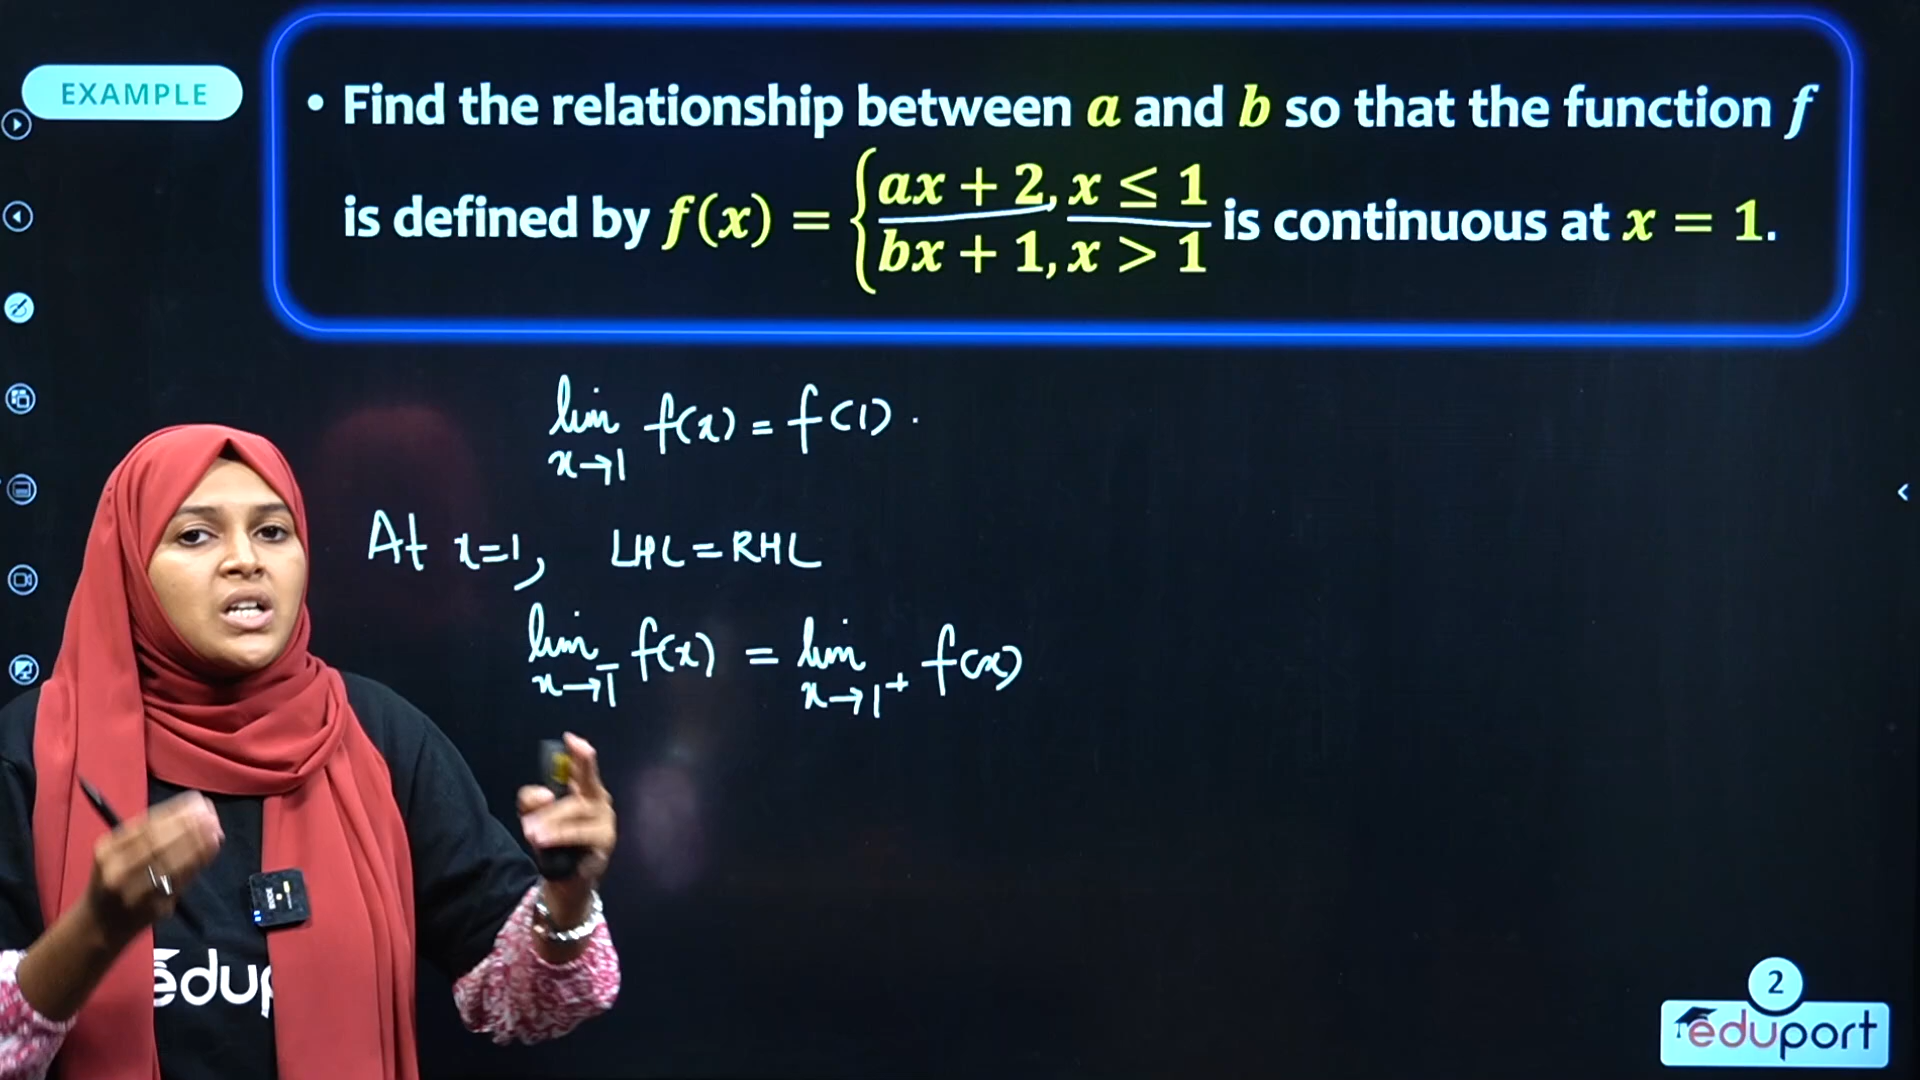 EXAMPLE
• Find the relationship between a and b so that the function f
is defined by f(x) = { ax + 2, x ≤ 1
bx + 1, x > 1 is continuous at x = 1.
lim x→1 f(x) = f(1).
At x=1, LHL = RHL
lim x→1⁻ f(x) = lim x→1⁺ f(x)
2
eduport